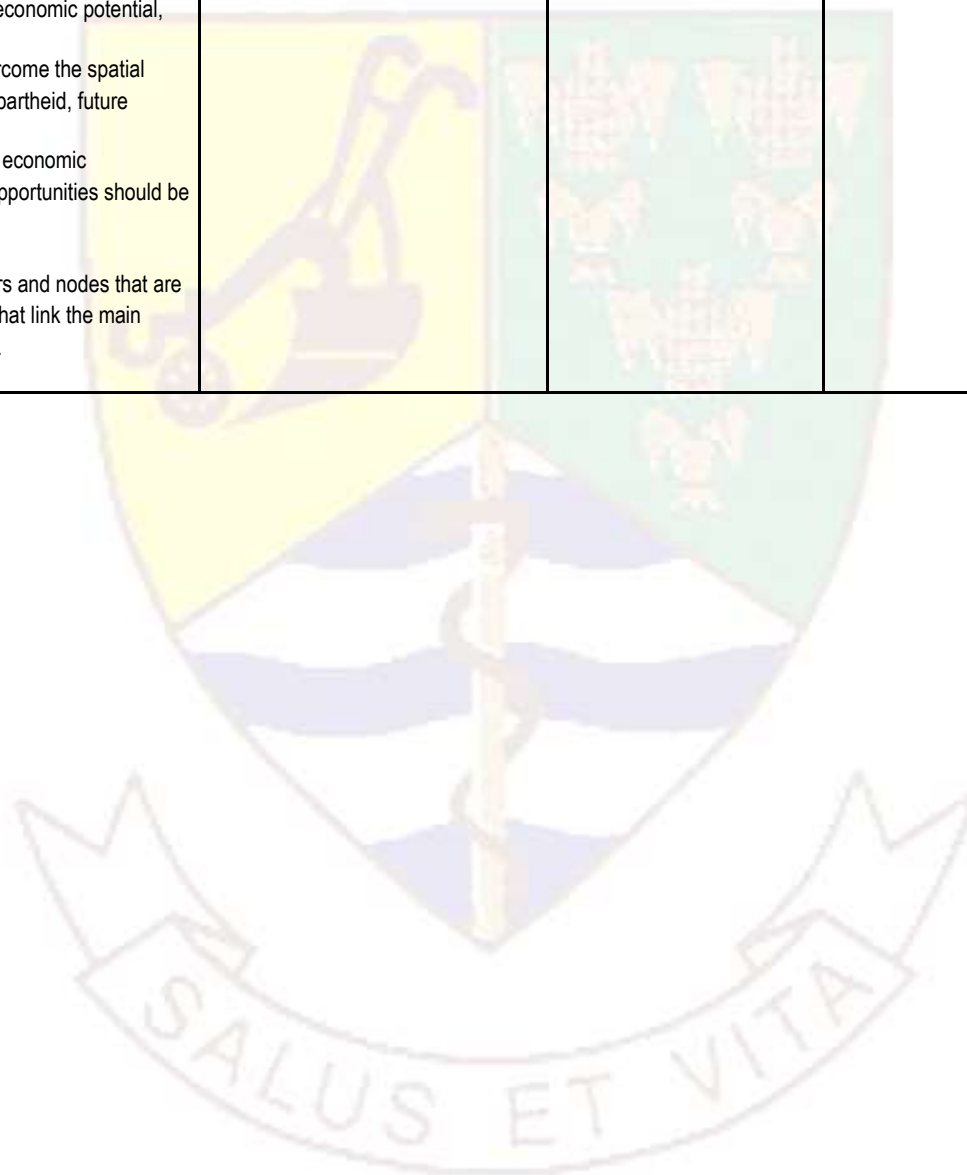 economic potential,
rcome the spatial
partheid, future
economic
pportunities should be
rs and nodes that are
hat link the main
.
SALUS ET VITA